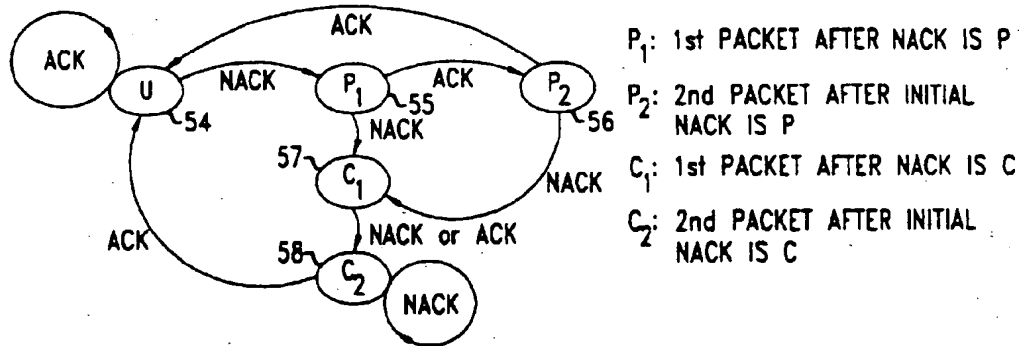 ACK
ACK
U
NACK
P1
ACK
P2
54
55
56
NACK
57
C1
NACK
NACK or ACK
ACK
58
C2
NACK
P1: 1st PACKET AFTER NACK IS P
P2: 2nd PACKET AFTER INITIAL
NACK IS P
C1: 1st PACKET AFTER NACK IS C
C2: 2nd PACKET AFTER INITIAL
NACK IS C